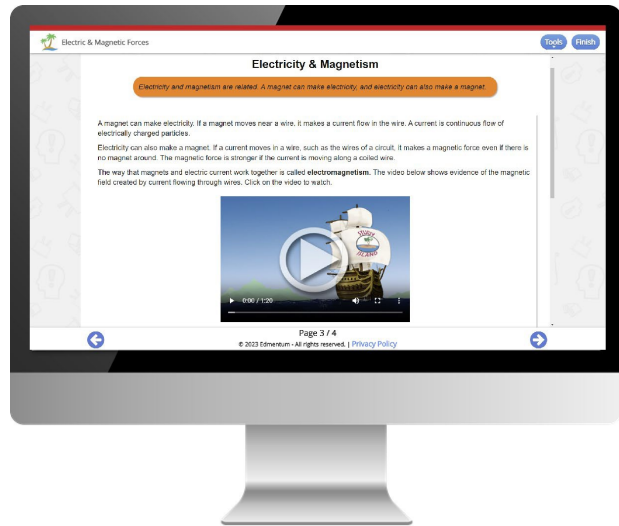 Electric & Magnetic Forces
Tools
Finish
Electricity & Magnetism
Electricity and magnetism are related. A magnet can make electricity, and electricity can also make a magnet.
A magnet can make electricity. If a magnet moves near a wire, it makes a current flow in the wire. A current is continuous flow of
electrically charged particles.
Electricity can also make a magnet. If a current moves in a wire, such as the wires of a circuit, it makes a magnetic force even if there is
no magnet around. The magnetic force is stronger if the current is moving along a coiled wire.
The way that magnets and electric current work together is called electromagnetism. The video below shows evidence of the magnetic
field created by current flowing through wires. Click on the video to watch.
STUDY
ISLAND
0:00 / 1:20
Page 3 / 4
© 2023 Edmentum - All rights reserved. | Privacy Policy